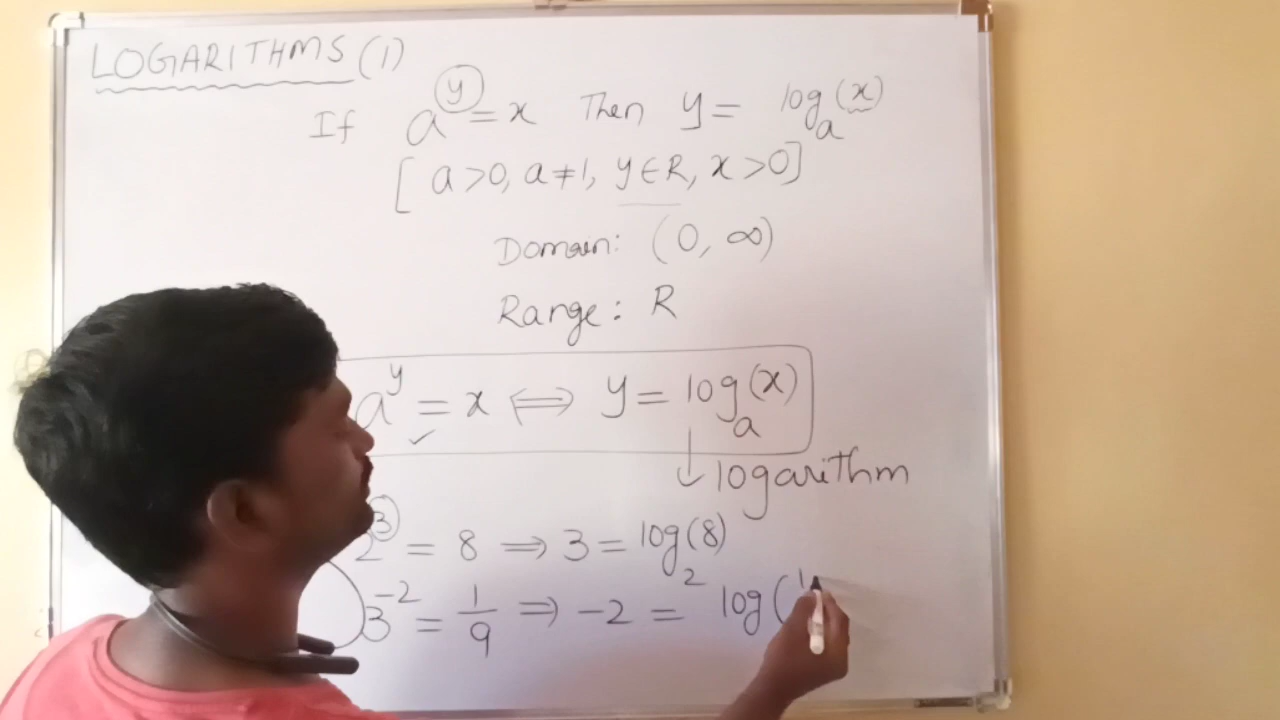 LOGARITHMS (1)
If a^y = x Then y = log_a(x)
[a>0, a≠1, y∈R, x>0]
Domain: (0, ∞)
Range: R
a^y = x ⟺ y = log_a(x)
logarithm
2^3 = 8 ⟹ 3 = log_2(8)
3^-2 = 1/9 ⟹ -2 = log(1